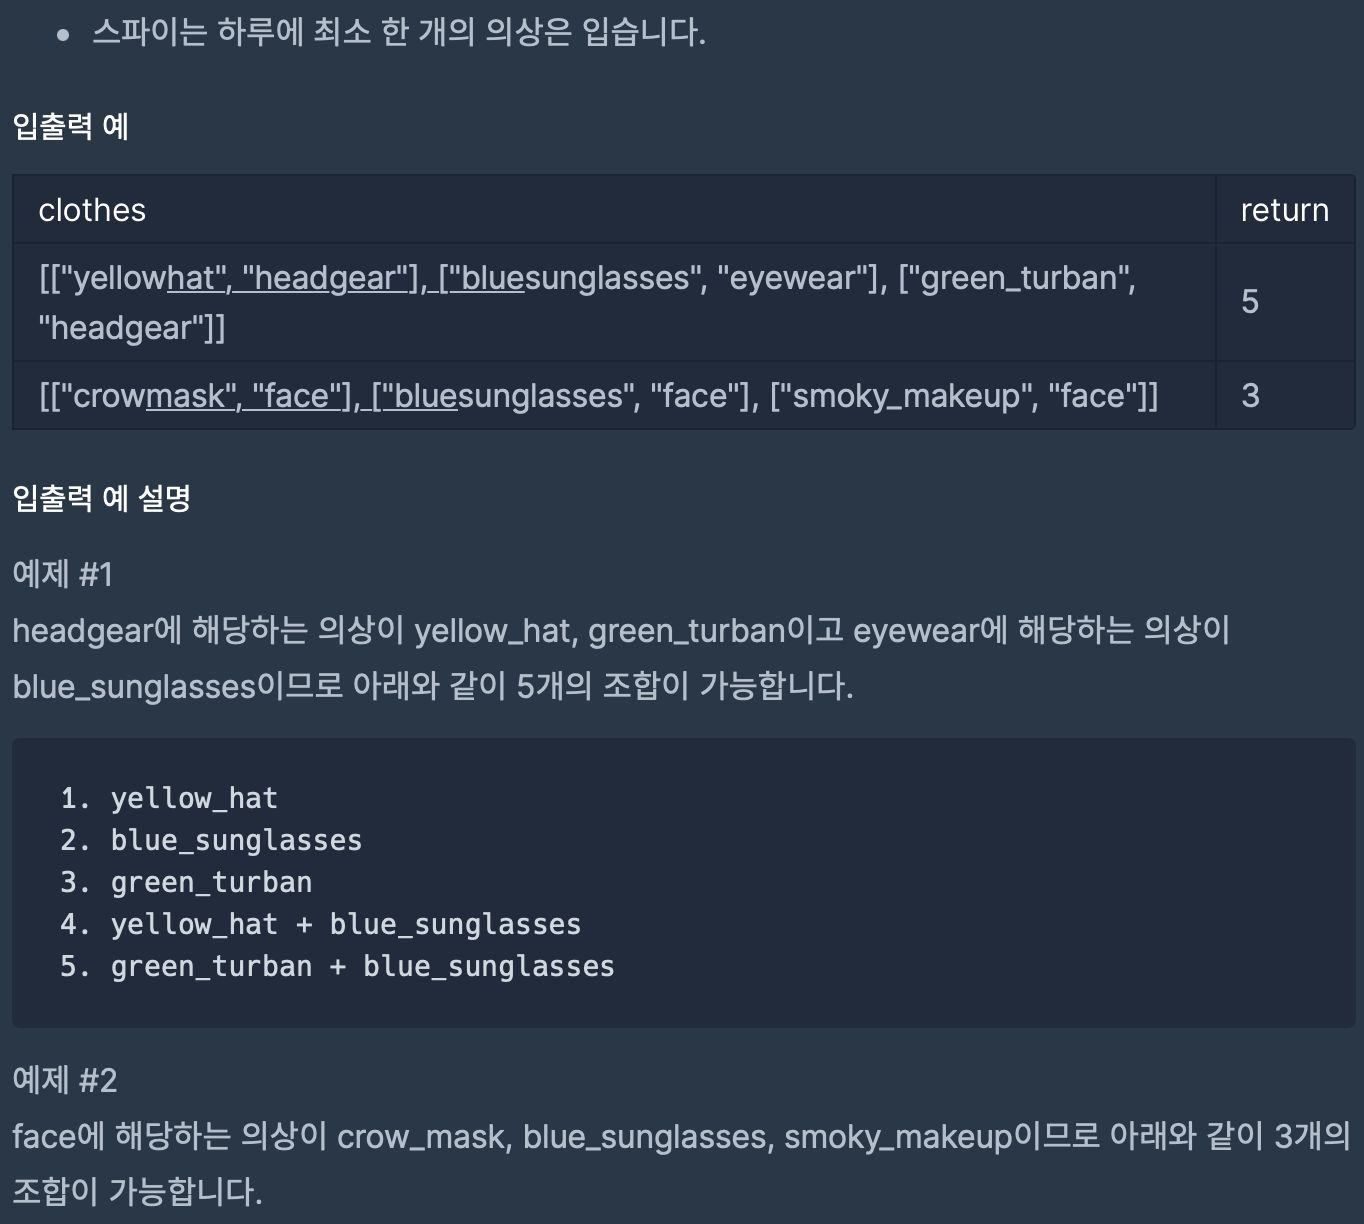 • 스파이는 하루에 최소 한 개의 의상은 입습니다.
입출력 예
clothes return
[["yellowhat", "headgear"], ["bluesunglasses", "eyewear"], ["green_turban",
"headgear"]] 5
[["crowmask", "face"], ["bluesunglasses", "face"], ["smoky_makeup", "face"]] 3
입출력 예 설명
예제 #1
headgear에 해당하는 의상이 yellow_hat, green_turban이고 eyewear에 해당하는 의상이
blue_sunglasses이므로 아래와 같이 5개의 조합이 가능합니다.
1. yellow_hat
2. blue_sunglasses
3. green_turban
4. yellow_hat + blue_sunglasses
5. green_turban + blue_sunglasses
예제 #2
face에 해당하는 의상이 crow_mask, blue_sunglasses, smoky_makeup이므로 아래와 같이 3개의
조합이 가능합니다.